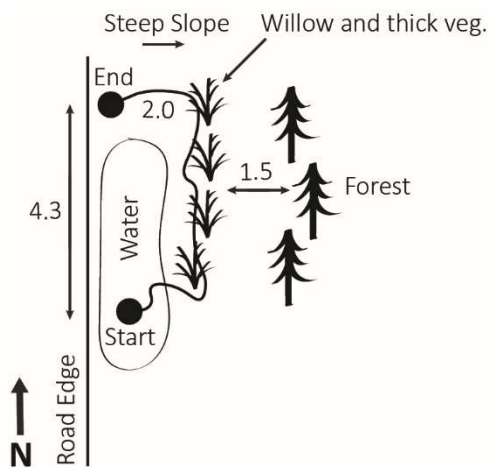 Steep Slope
Willow and thick veg.
End
2.0
1.5
Forest
4.3
Water
Start
Road Edge
N